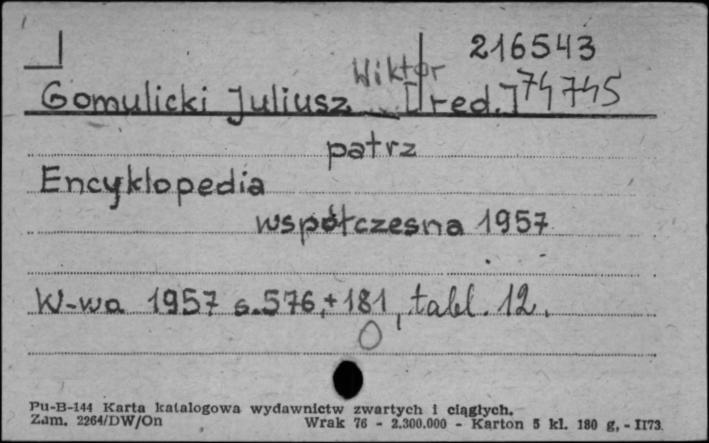 216543
Wiktor
Gomulicki Juliusz [red.] 74745
patrz
Encyklopedia
współczesna 1957
W-wa 1957 s.576,+181, tabl. 12.
Pu-B-144 Karta katalogowa wydawnictw zwartych i ciągłych.
Zam. 2264/DW/On Wrak 76 - 2.300.000 - Karton 5 kl. 180 g, - II73.